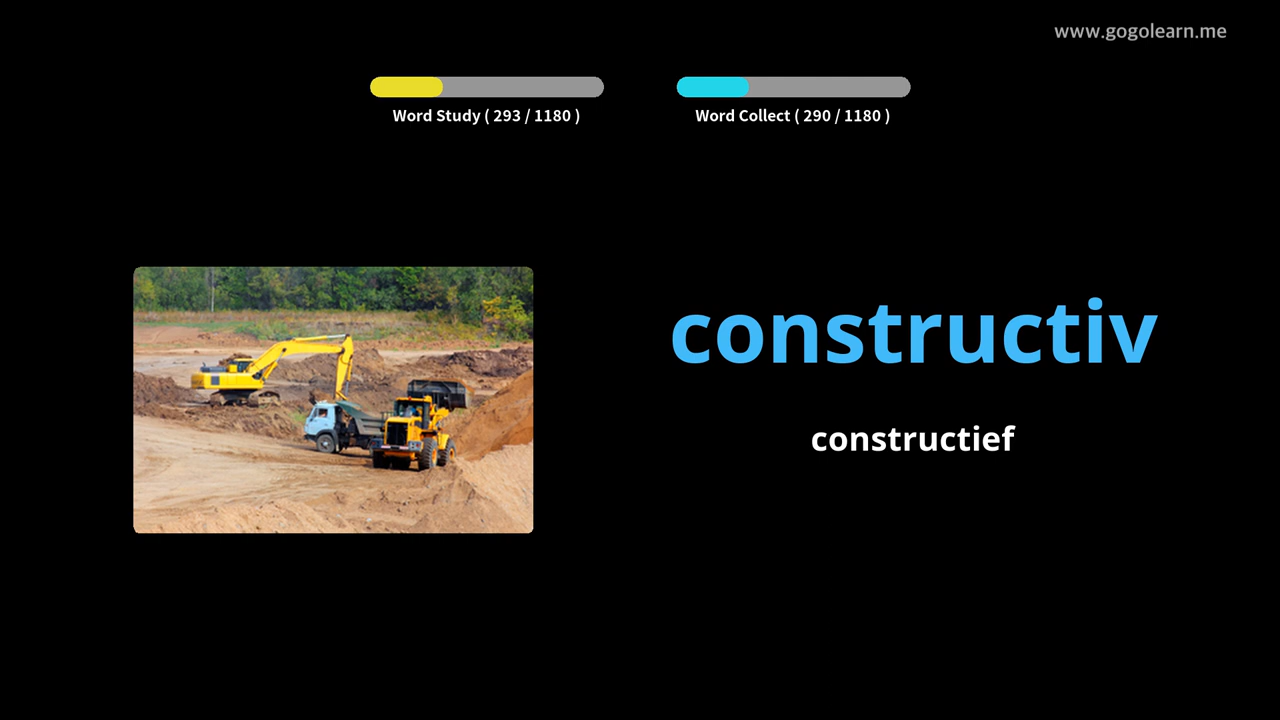 www.gogolearn.me
Word Study ( 293 / 1180 )
Word Collect ( 290 / 1180 )
constructiv
constructief